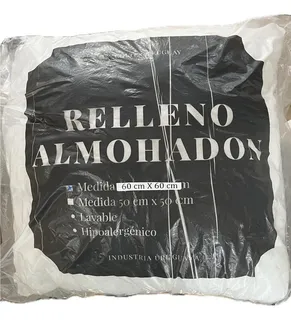 RELLENO
ALMOHADON
Medida 60 cm X 60 cm m
Medida 50 cm x 50 cm
Lavable
Hipoalergénico
INDUSTRIA URUGUAYA